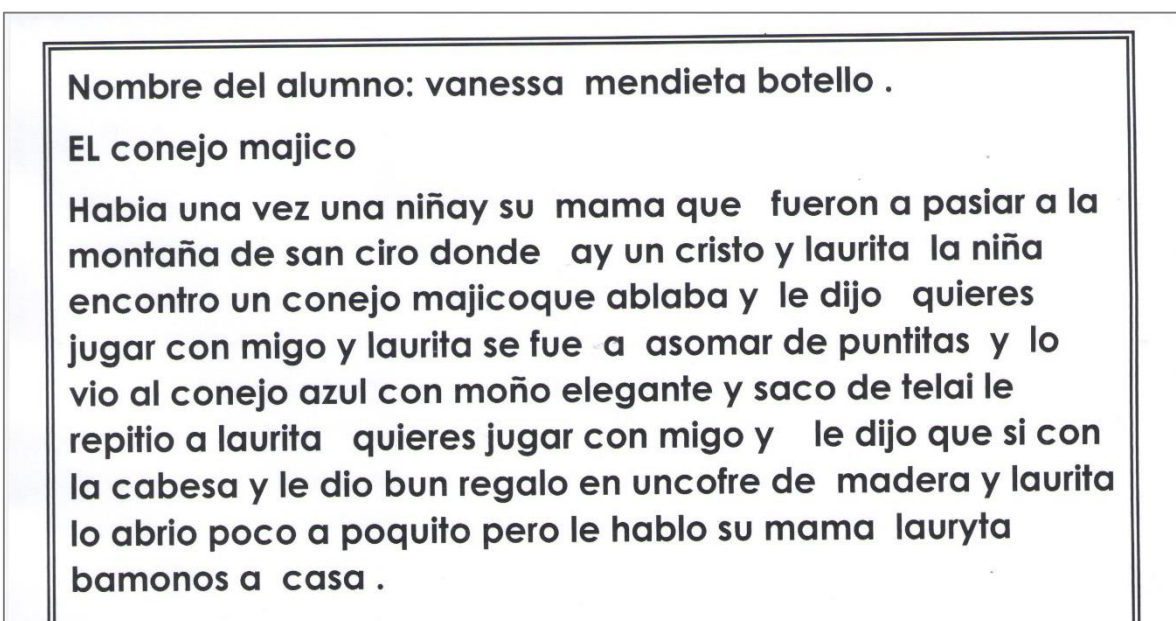 Nombre del alumno: vanessa mendieta botello .
EL conejo majico
Habia una vez una niñay su mama que fueron a pasiar a la
montaña de san ciro donde ay un cristo y laurita la niña
encontro un conejo majicoque ablaba y le dijo quieres
jugar con migo y laurita se fue a asomar de puntitas y lo
vio al conejo azul con moño elegante y saco de telai le
repitio a laurita quieres jugar con migo y le dijo que si con
la cabesa y le dio bun regalo en uncofre de madera y laurita
lo abrio poco a poquito pero le hablo su mama lauryta
bamonos a casa .